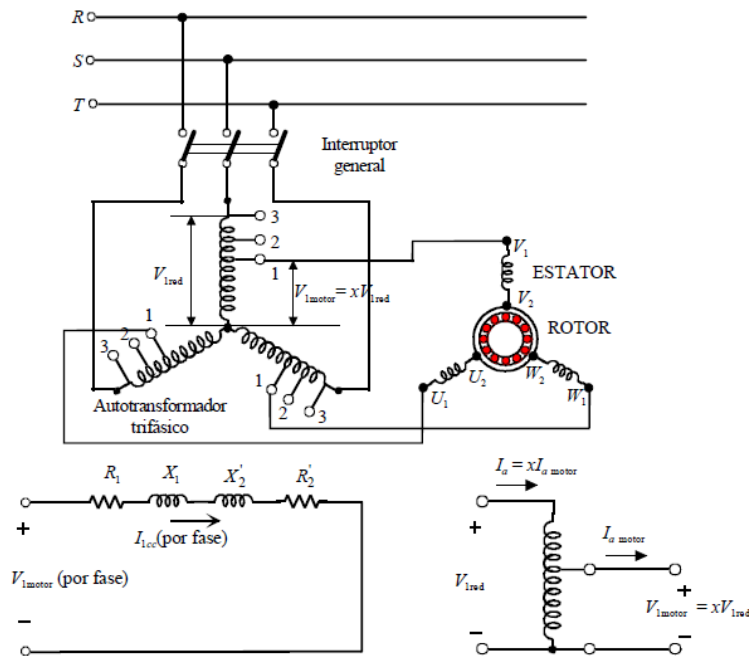 R
S
T
Interruptor
general
3
2
1
V1red
V1motor = xV1red
V1
ESTATOR
V2
ROTOR
1
2
3
1
2
3
U2
U1
W2
W1
Autotransformador
trifásico
R1
X1
X'2
R'2
+
I1cc (por fase)
V1motor (por fase)
−
Ia = xIa motor
+
Ia motor
V1red
+
V1motor = xV1red
−
−